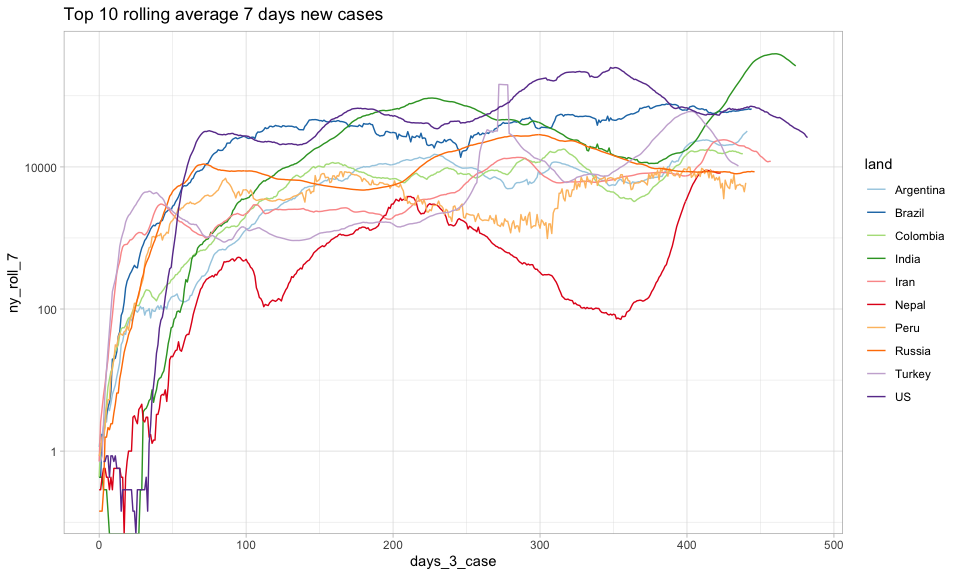 Top 10 rolling average 7 days new cases
ny_roll_7
10000
100
1
0
100
200
300
400
500
days_3_case
land
Argentina
Brazil
Colombia
India
Iran
Nepal
Peru
Russia
Turkey
US